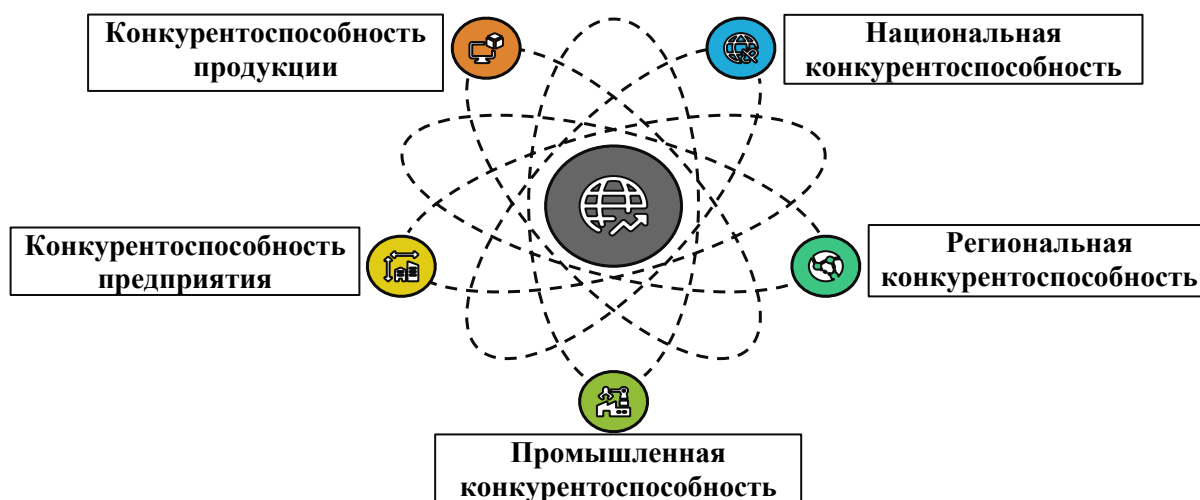 Конкурентоспособность
продукции
Национальная
конкурентоспособность
Конкурентоспособность
предприятия
Региональная
конкурентоспособность
Промышленная
конкурентоспособность